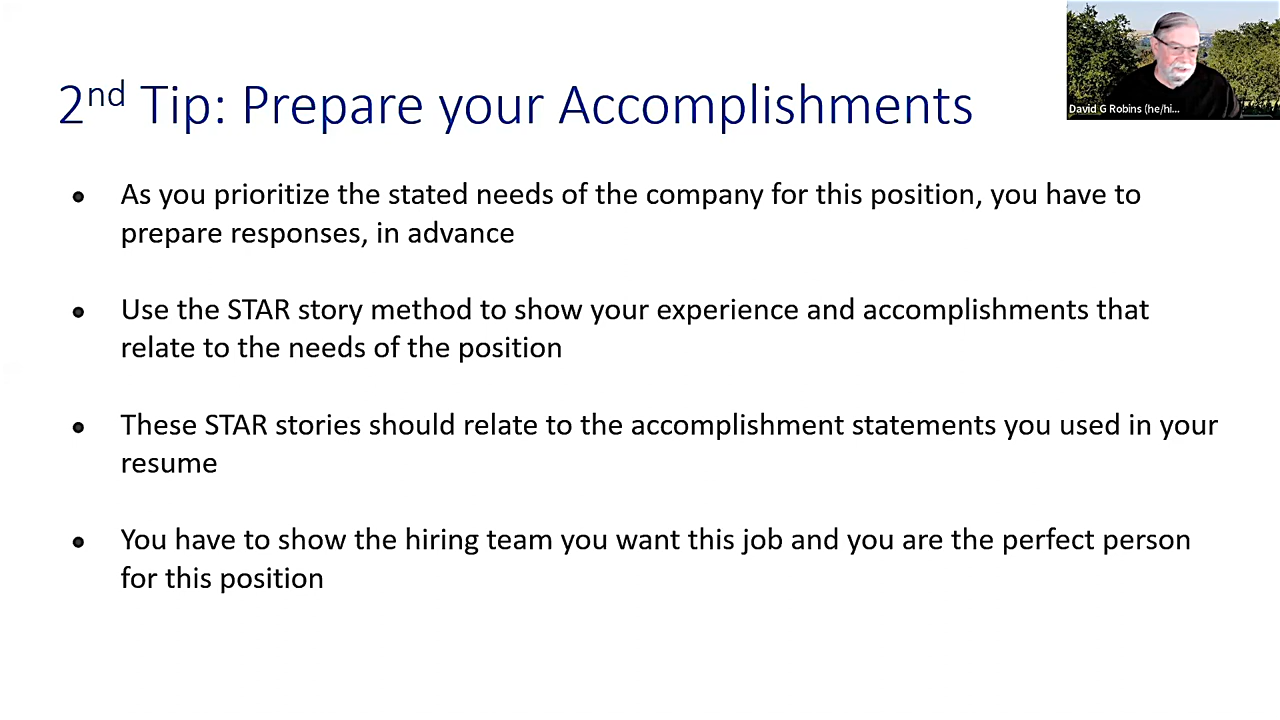 2nd Tip: Prepare your Accomplishments
David G Robins (he/hi...
• As you prioritize the stated needs of the company for this position, you have to
prepare responses, in advance
• Use the STAR story method to show your experience and accomplishments that
relate to the needs of the position
• These STAR stories should relate to the accomplishment statements you used in your
resume
• You have to show the hiring team you want this job and you are the perfect person
for this position